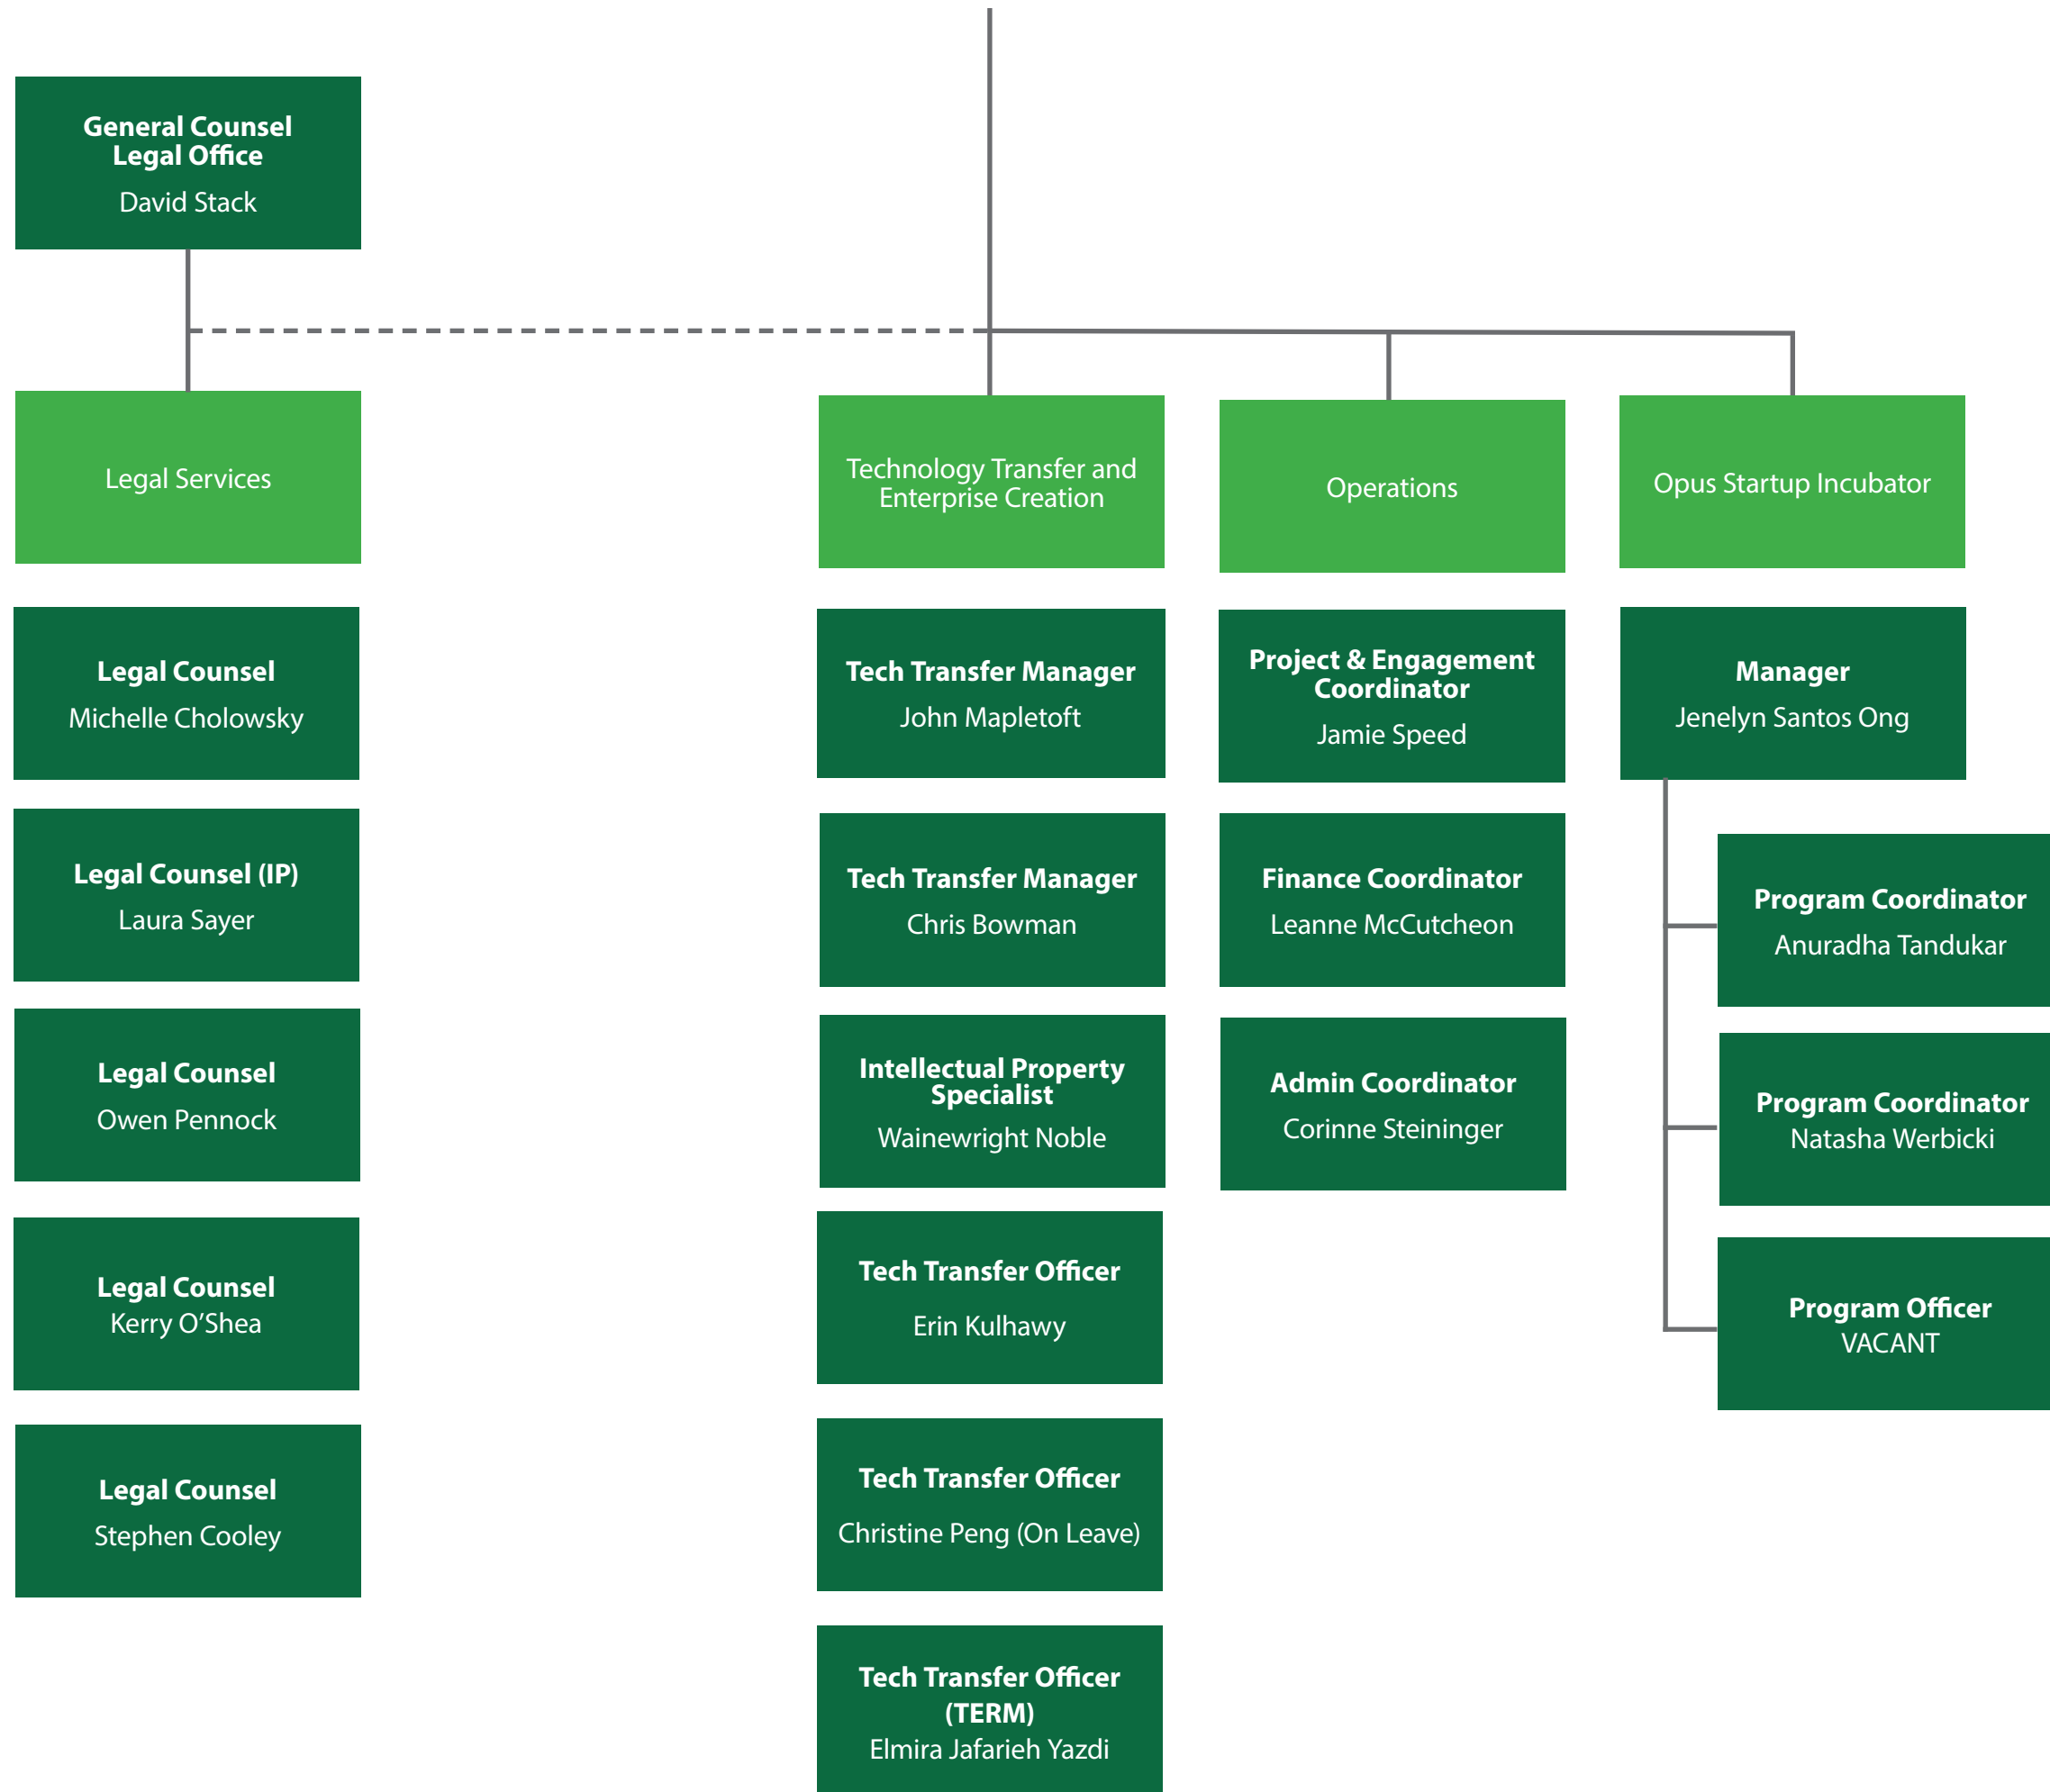 General Counsel
Legal Office
David Stack
Legal Services
Legal Counsel
Michelle Cholowsky
Legal Counsel (IP)
Laura Sayer
Legal Counsel
Owen Pennock
Legal Counsel
Kerry O’Shea
Legal Counsel
Stephen Cooley
Technology Transfer and
Enterprise Creation
Tech Transfer Manager
John Mapletoft
Tech Transfer Manager
Chris Bowman
Intellectual Property
Specialist
Wainewright Noble
Tech Transfer Officer
Erin Kulhawy
Tech Transfer Officer
Christine Peng (On Leave)
Tech Transfer Officer
(TERM)
Elmira Jafarieh Yazdi
Operations
Project & Engagement
Coordinator
Jamie Speed
Finance Coordinator
Leanne McCutcheon
Admin Coordinator
Corinne Steininger
Opus Startup Incubator
Manager
Jenelyn Santos Ong
Program Coordinator
Anuradha Tandukar
Program Coordinator
Natasha Werbicki
Program Officer
VACANT